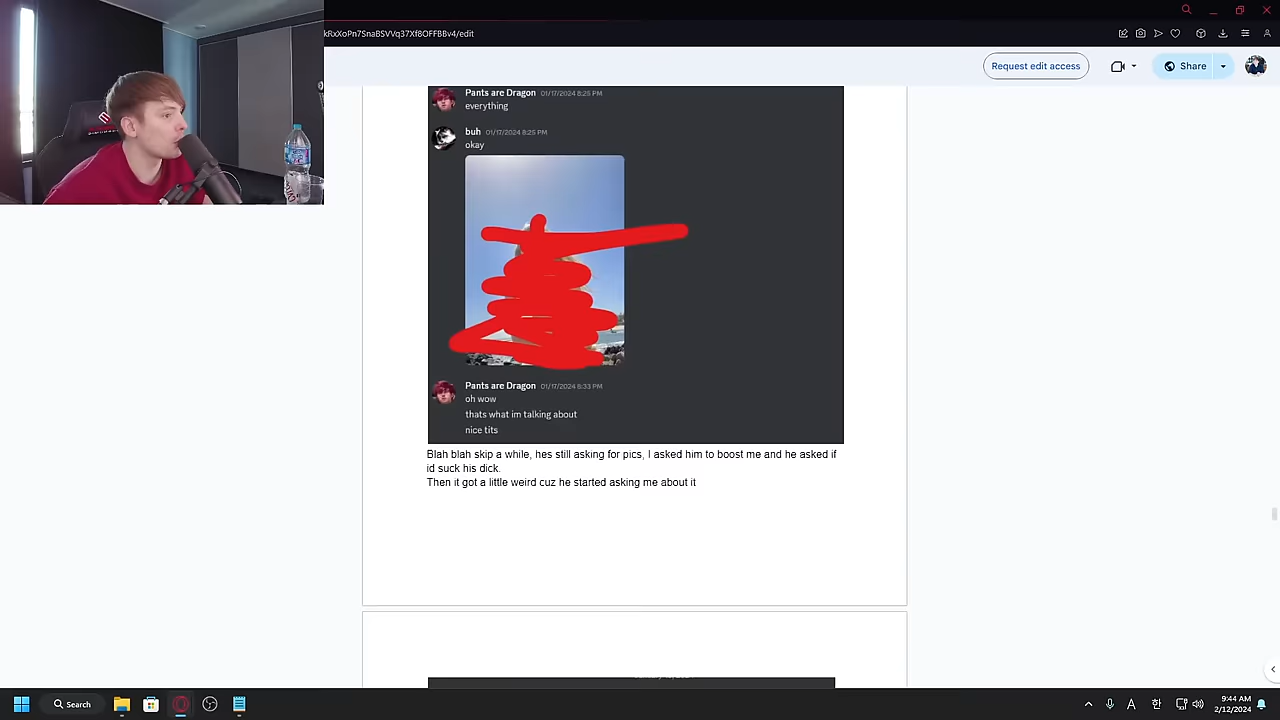 kRxXoPn7SnaBSVVq37Xf8OFFBBv4/edit
Request edit access
Share
Pants are Dragon 01/17/2024 8:25 PM
everything
buh 01/17/2024 8:25 PM
okay
Pants are Dragon 01/17/2024 8:33 PM
oh wow
thats what im talking about
nice tits
Blah blah skip a while, hes still asking for pics, I asked him to boost me and he asked if
id suck his dick.
Then it got a little weird cuz he started asking me about it
Search
9:44 AM
2/12/2024